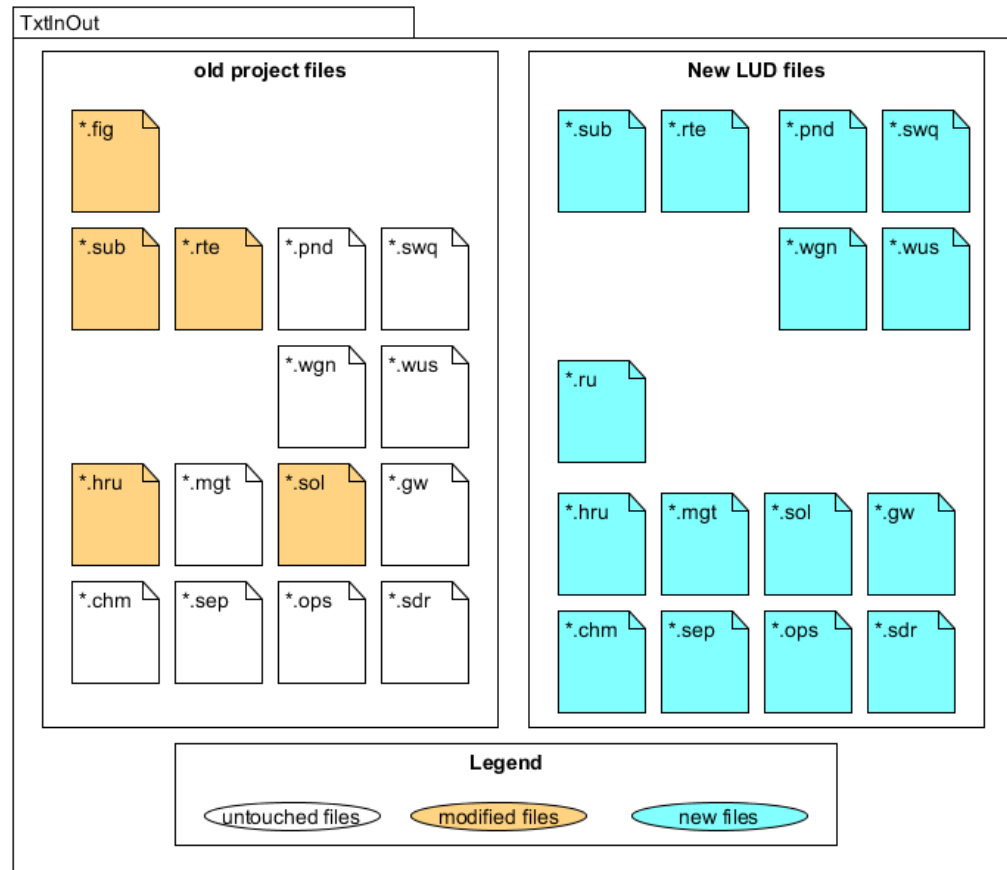 TxtInOut
old project files
*.fig
*.sub *.rte *.pnd *.swq
*.wgn *.wus
*.hru *.mgt *.sol *.gw
*.chm *.sep *.ops *.sdr
New LUD files
*.sub *.rte *.pnd *.swq
*.wgn *.wus
*.ru
*.hru *.mgt *.sol *.gw
*.chm *.sep *.ops *.sdr
Legend
untouched files modified files new files